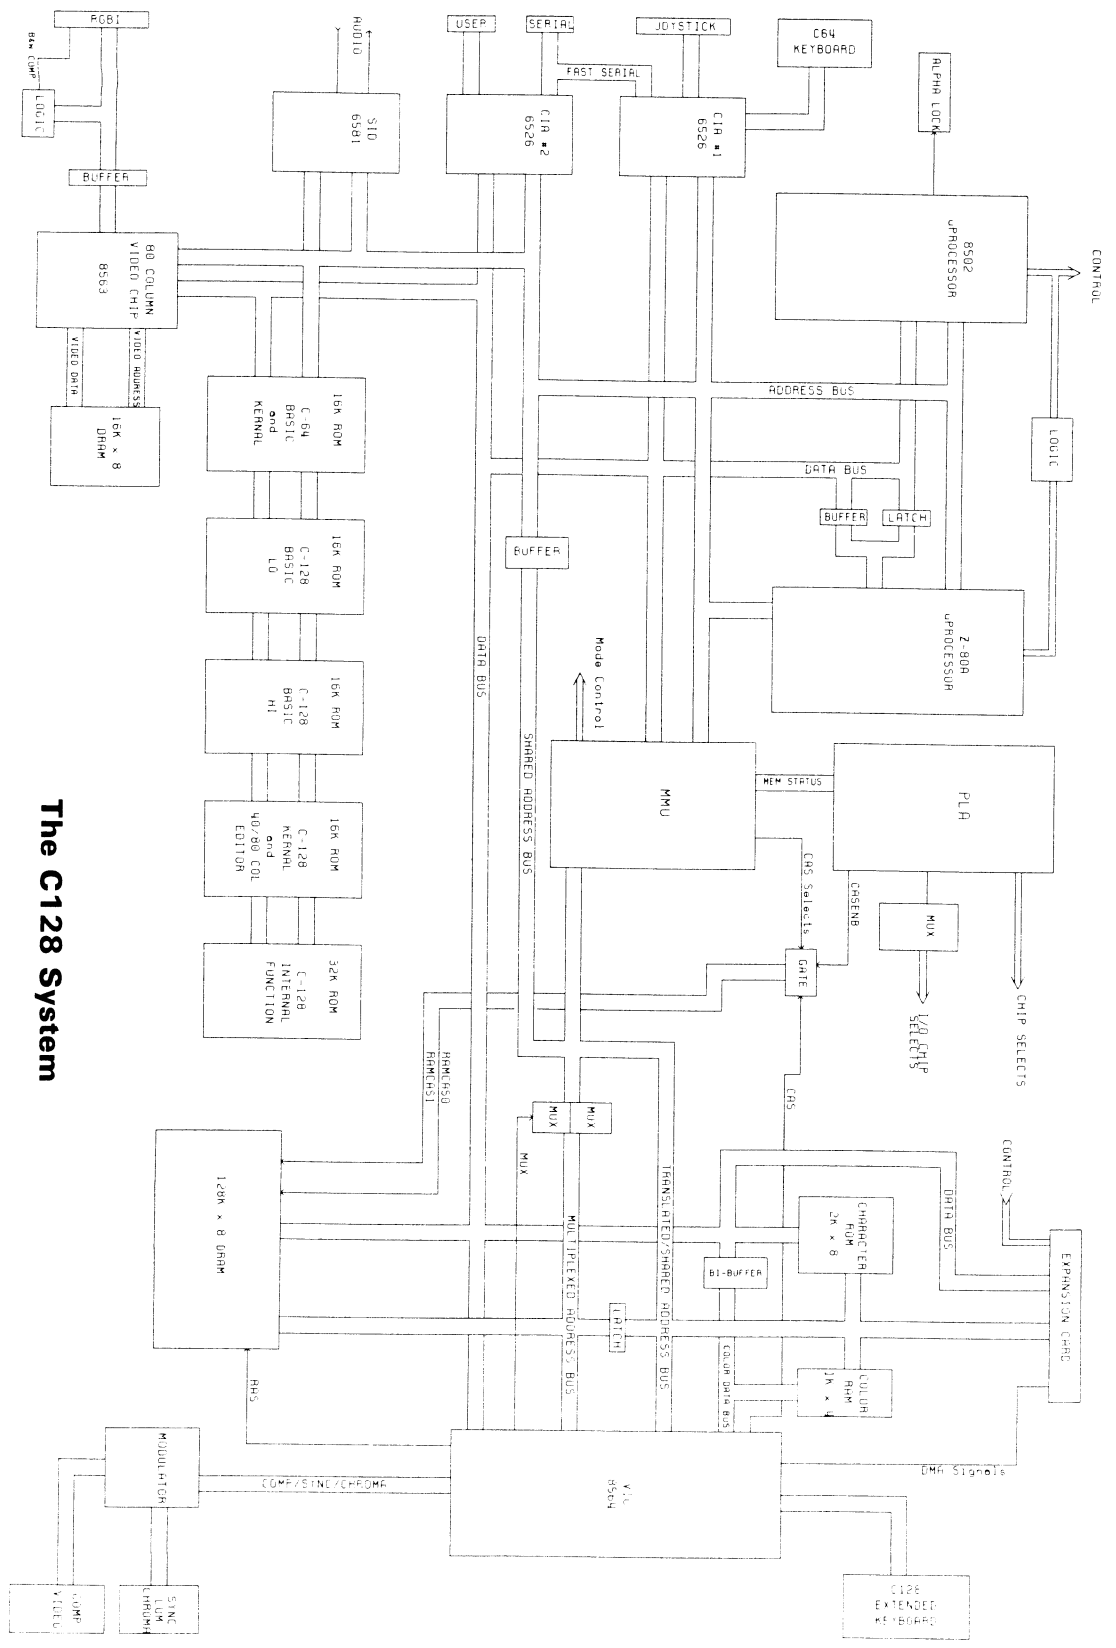 RGBI
B&W COMP
LOGIC
BUFFER
80 COLUMN
VIDEO CHIP
8563
VIDEO DATA
VIDEO ADDRESS
16K x 8
DRAM
AUDIO
SID
6581
USER
SERIAL
FAST SERIAL
CIA #2
6526
JOYSTICK
CIA #1
6526
C64
KEYBOARD
ALPHA LOCK
8502
uPROCESSOR
CONTROL
ADDRESS BUS
LOGIC
DATA BUS
BUFFER
LATCH
Z-80A
uPROCESSOR
16K ROM
C-64
BASIC
and
KERNAL
16K ROM
C-128
BASIC
LO
16K ROM
C-128
BASIC
HI
16K ROM
C-128
KERNAL
and
40/80 COL
EDITOR
32K ROM
C-128
INTERNAL
FUNCTION
BUFFER
DATA BUS
SHARED ADDRESS BUS
Mode Control
MMU
MEM STATUS
PLA
CAS Selects
CASENB
MUX
GATE
I/O CHIP
SELECTS
CHIP SELECTS
RAMCAS0
RAMCAS1
CAS
MUX
MUX
MUX
128K x 8 DRAM
MULTIPLEXED ADDRESS BUS
TRANSLATED/SHARED ADDRESS BUS
CHARACTER
ROM
2K x 8
BI-BUFFER
DATA BUS
CONTROL
EXPANSION CARD
LATCH
COLOR DATA BUS
COLOR
RAM
1K x 4
RAS
DMA Signals
VIC
8564
COMP/SYNC/CHROMA
MODULATOR
COMP
VIDEO
SYNC
LUM
CHROMA
C128
EXTENDED
KEYBOARD
The C128 System